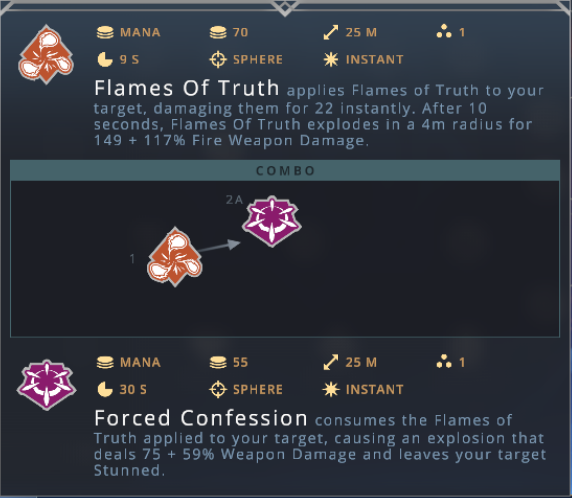 MANA 70 25 M 1
9 S SPHERE INSTANT
Flames Of Truth applies Flames of Truth to your
target, damaging them for 22 instantly. After 10
seconds, Flames Of Truth explodes in a 4m radius for
149 + 117% Fire Weapon Damage.
COMBO
2A
1
MANA 55 25 M 1
30 S SPHERE INSTANT
Forced Confession consumes the Flames of
Truth applied to your target, causing an explosion that
deals 75 + 59% Weapon Damage and leaves your target
Stunned.